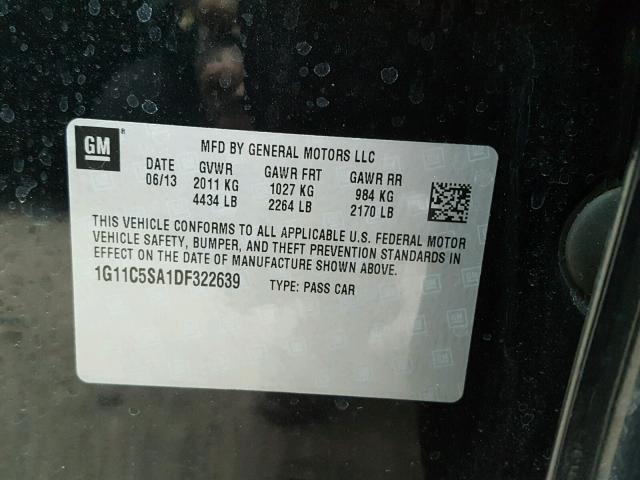 GM®
MFD BY GENERAL MOTORS LLC
DATE GVWR GAWR FRT GAWR RR
06/13 2011 KG 1027 KG 984 KG
4434 LB 2264 LB 2170 LB
THIS VEHICLE CONFORMS TO ALL APPLICABLE U.S. FEDERAL MOTOR
VEHICLE SAFETY, BUMPER, AND THEFT PREVENTION STANDARDS IN
EFFECT ON THE DATE OF MANUFACTURE SHOWN ABOVE.
1G11C5SA1DF322639 TYPE: PASS CAR